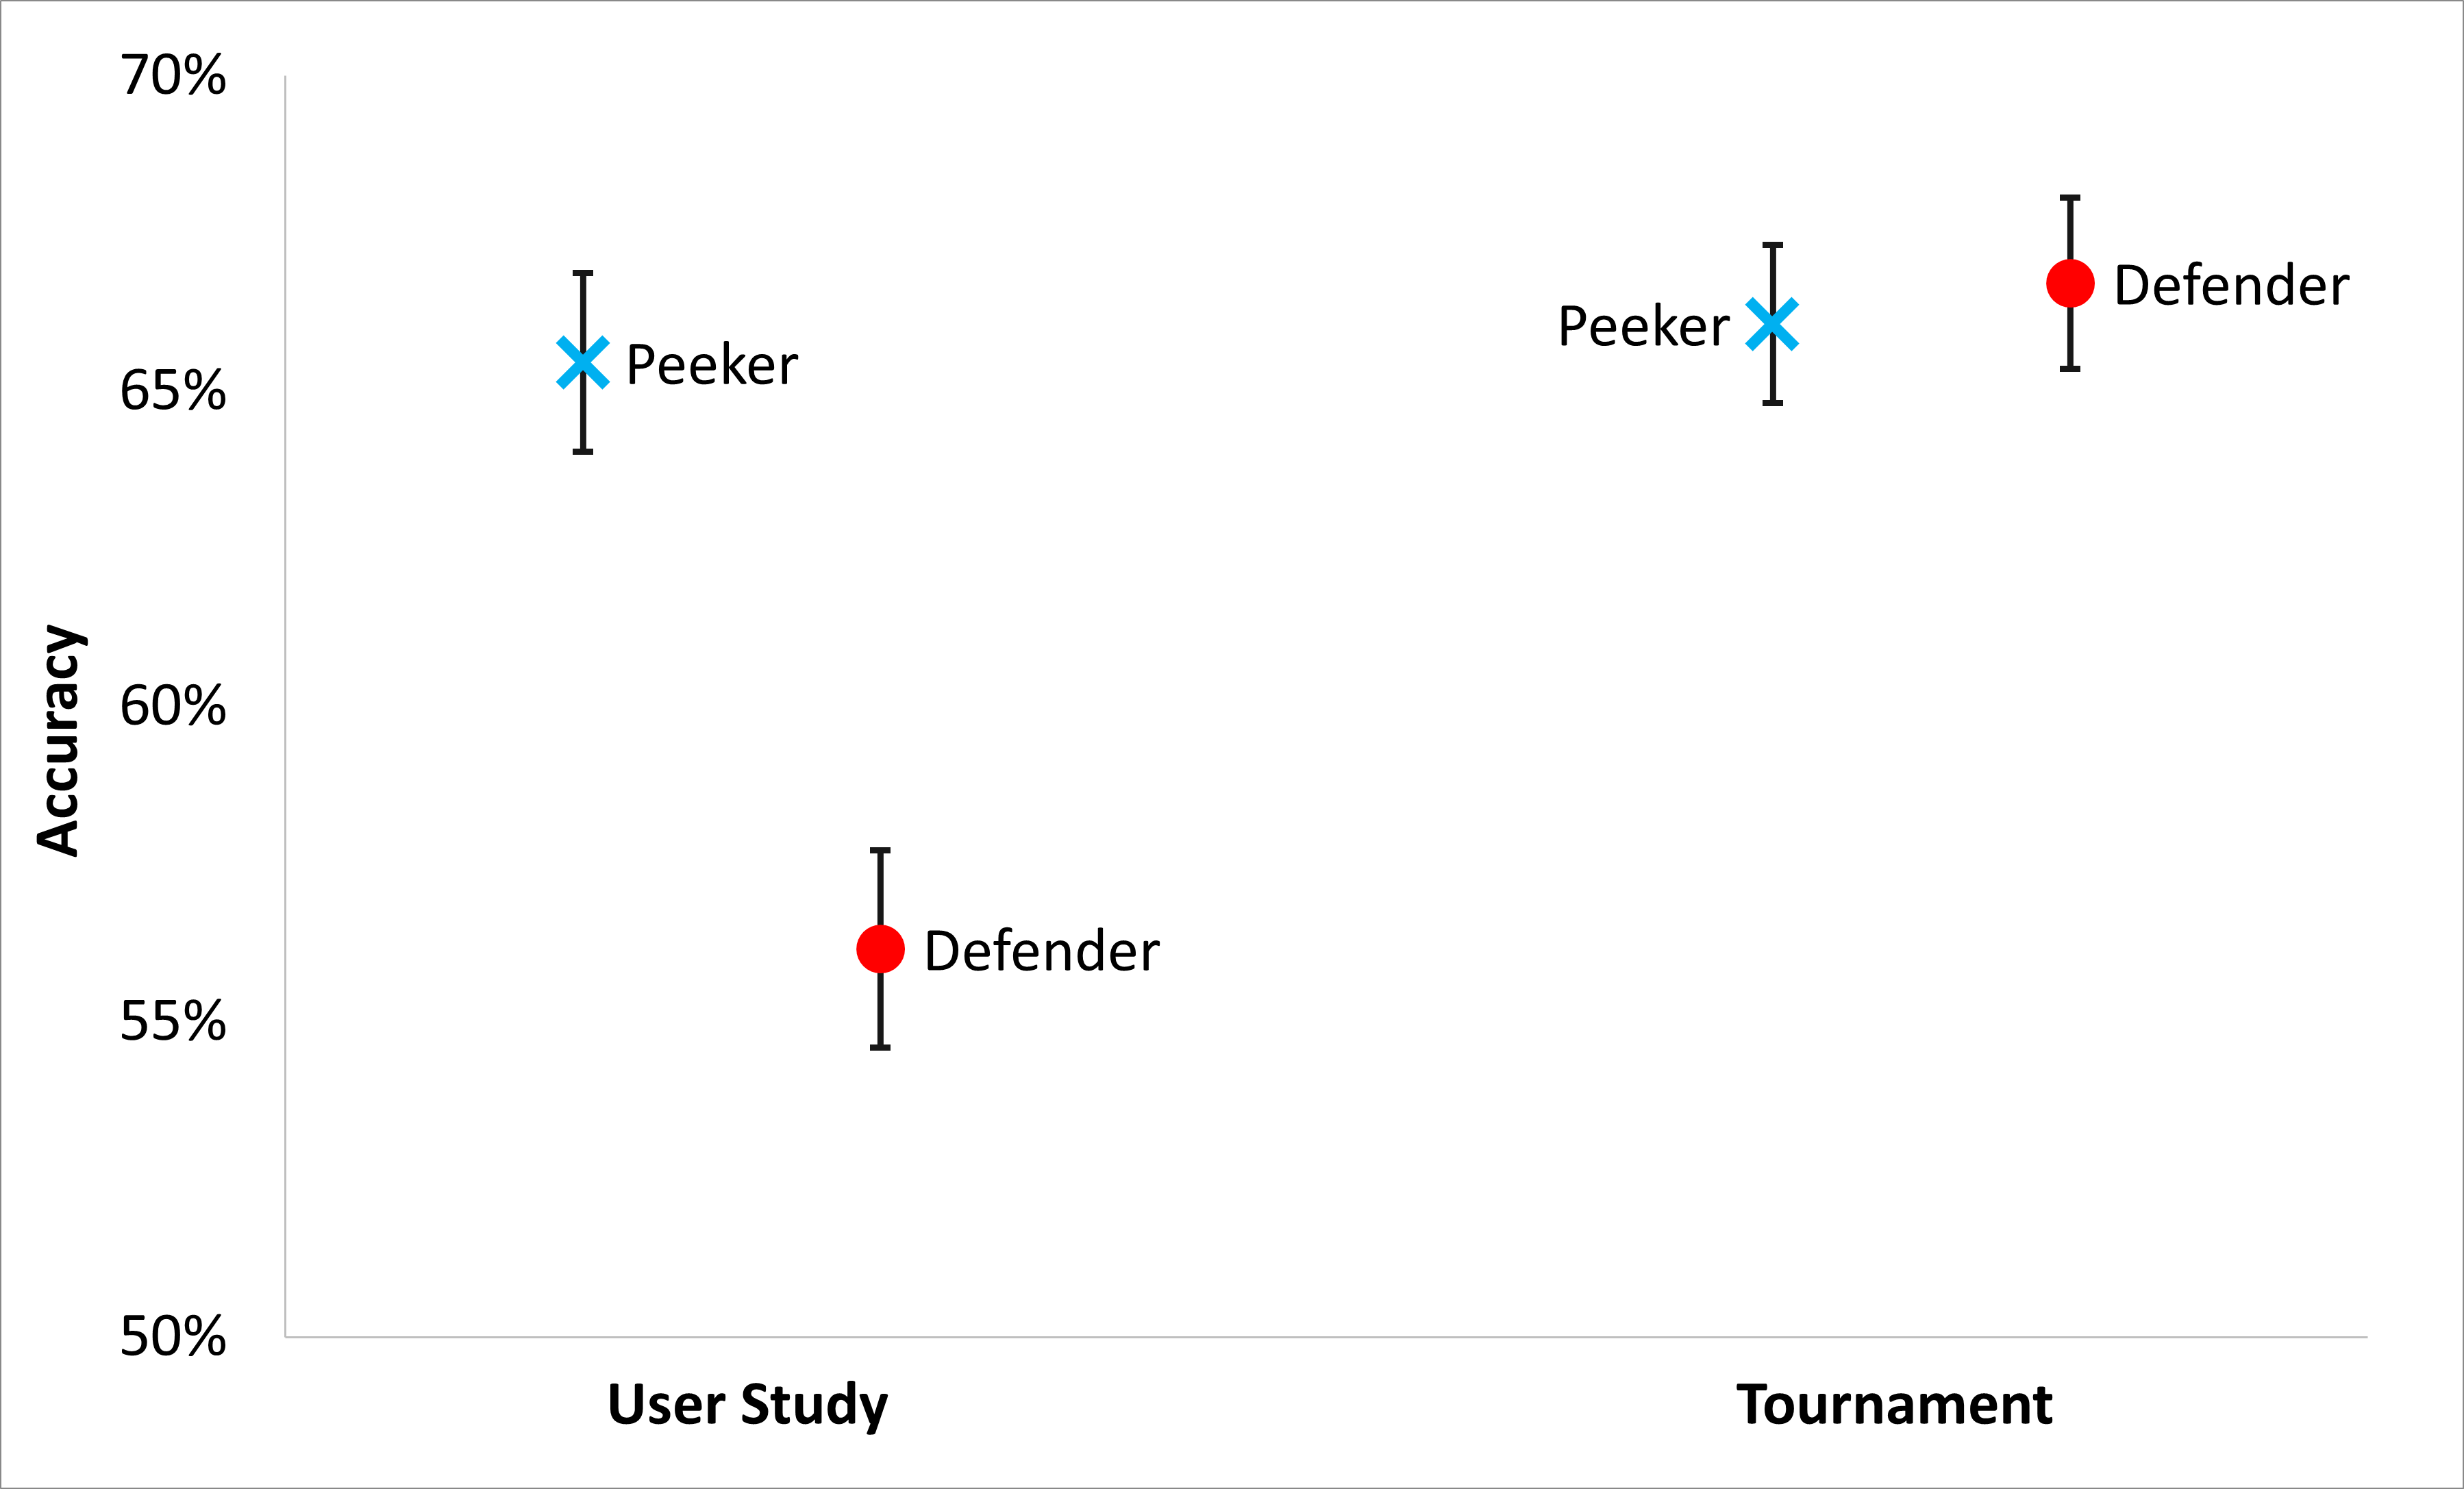 70%
65%
60%
55%
50%
Accuracy
Peeker
Defender
Peeker
Defender
User Study
Tournament